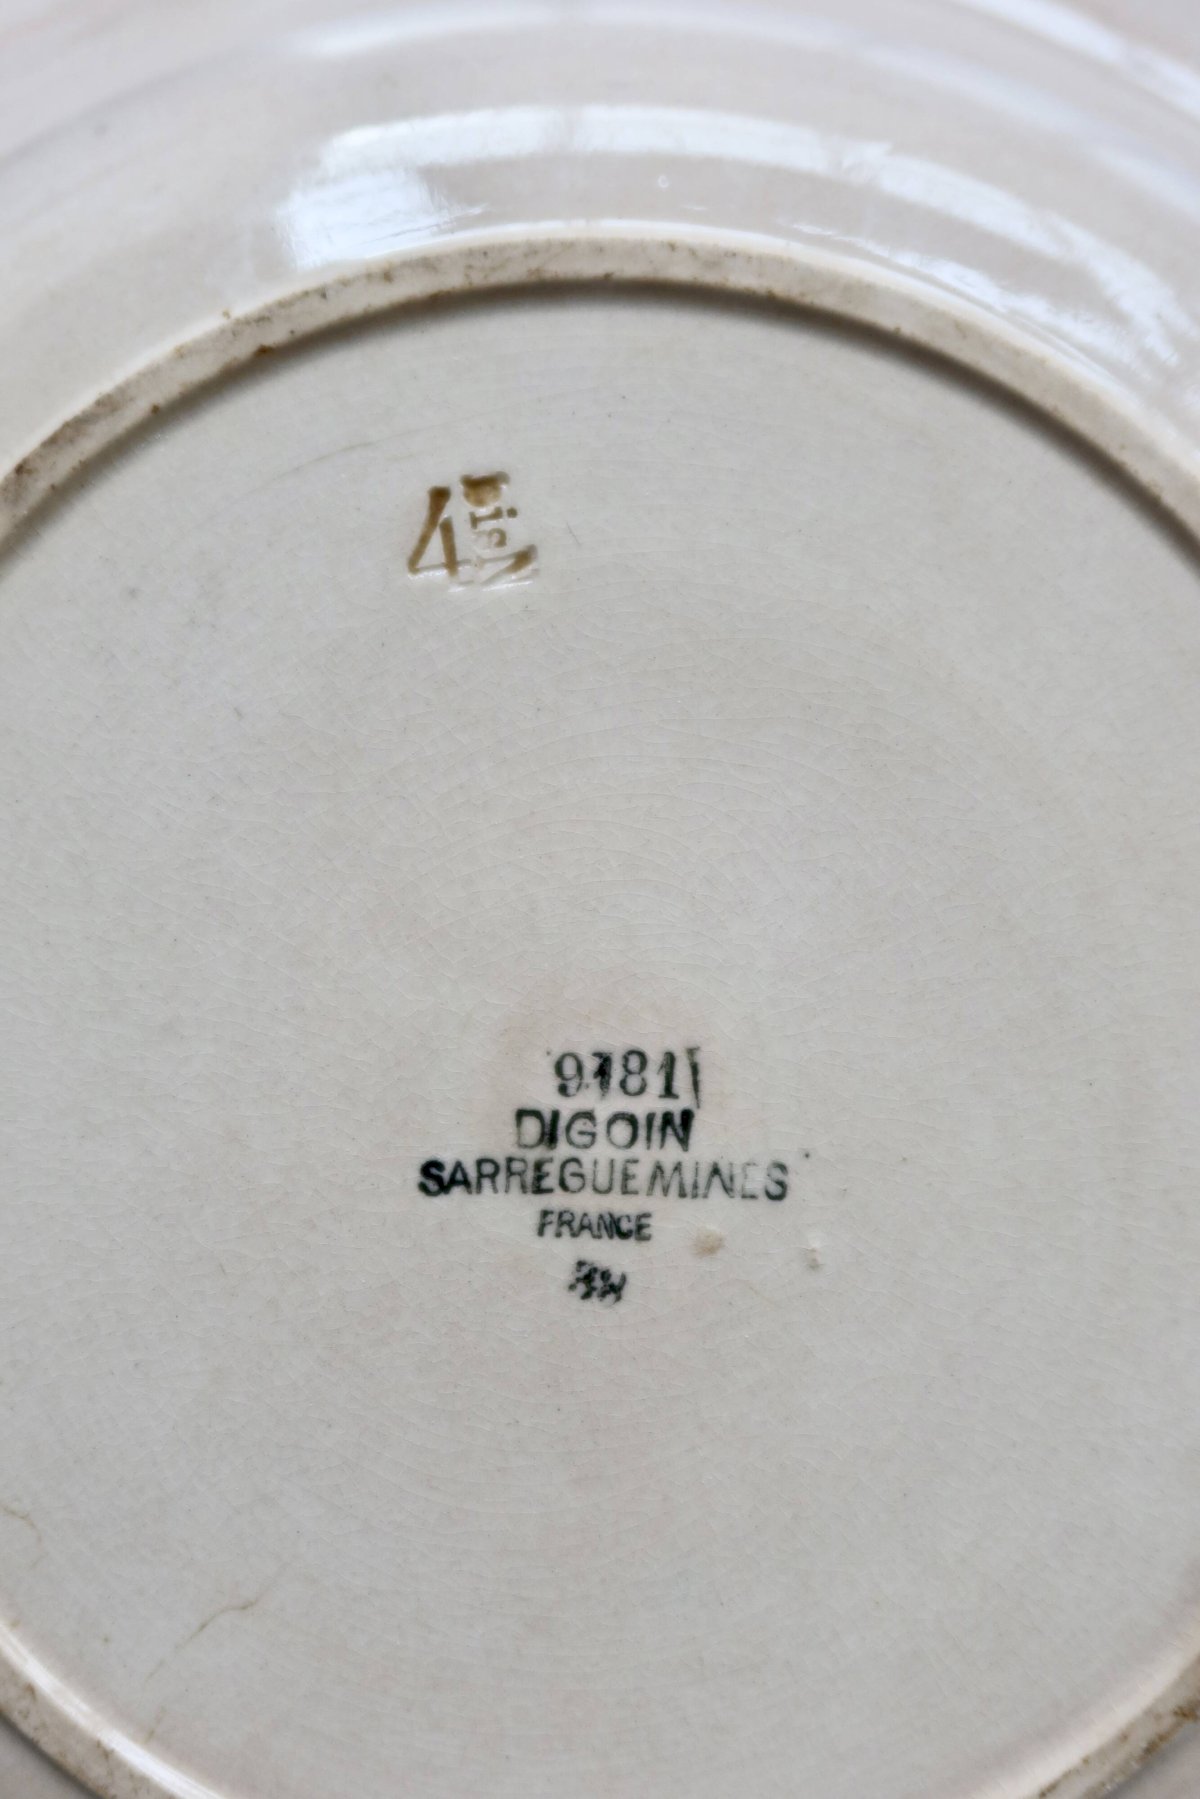 4
9781
DIGOIN
SARREGUEMINES
FRANCE